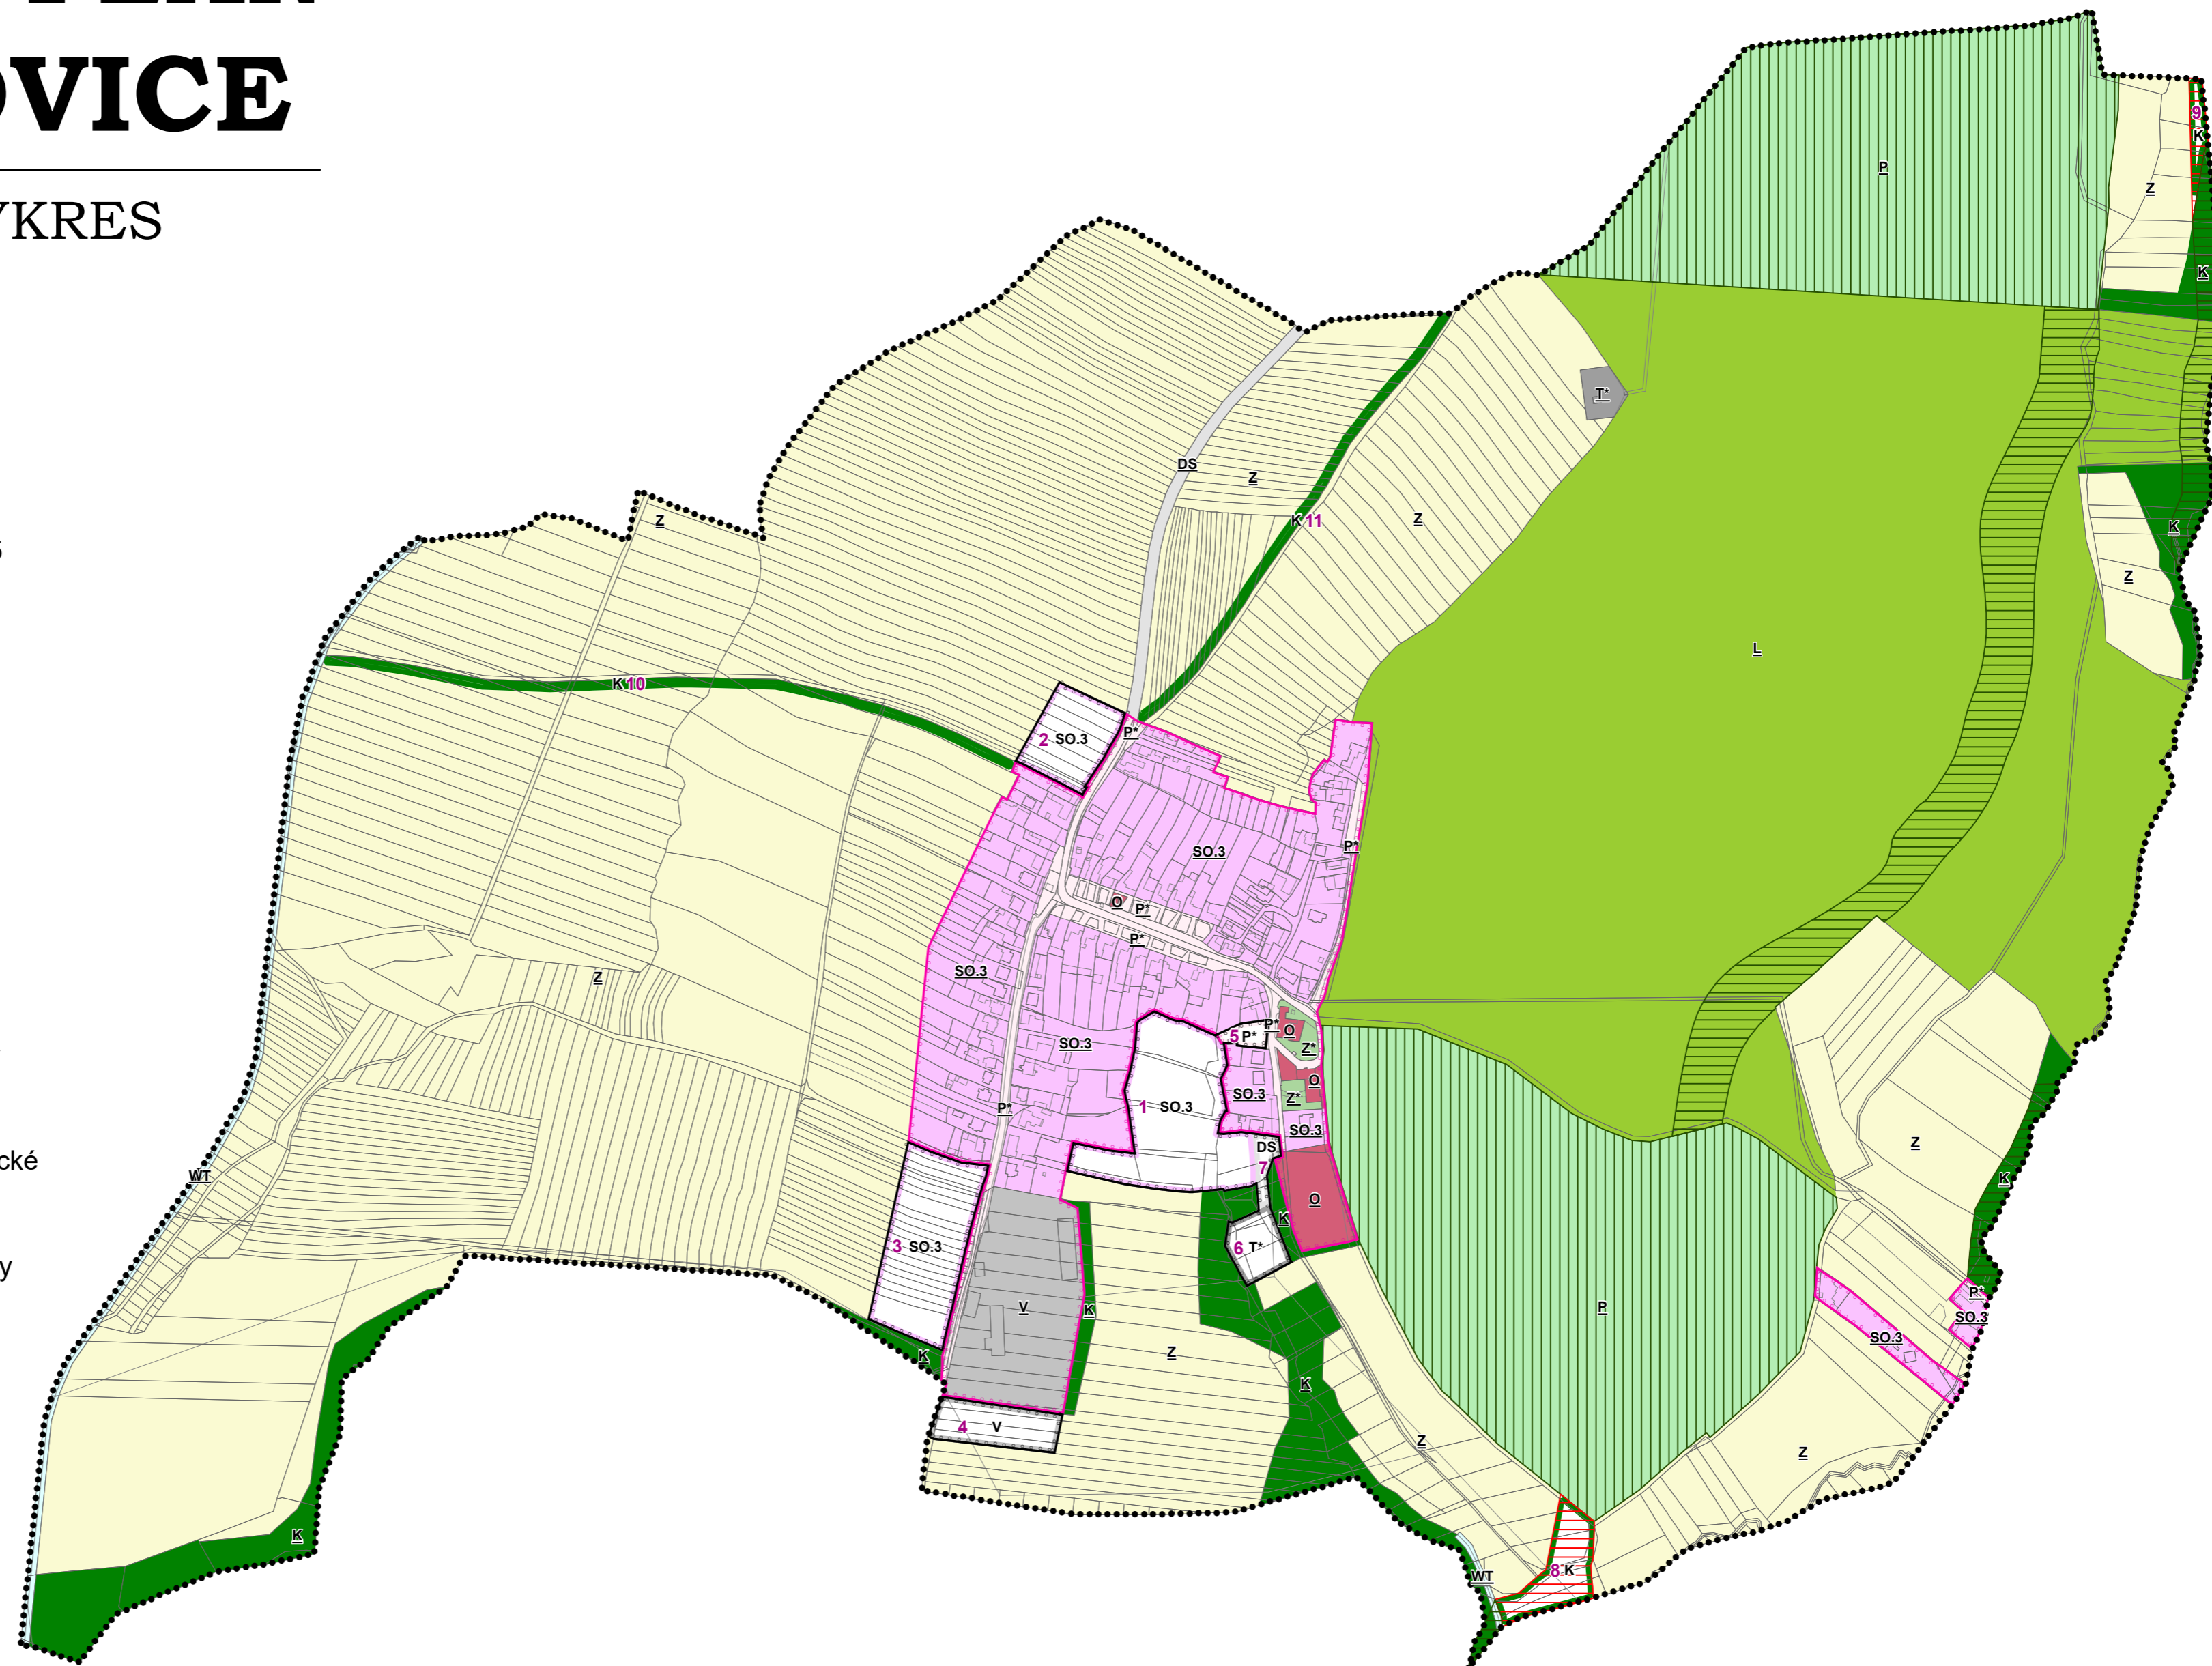 OVICE
YKRES
cké
y
P
9
K
Z
K
T*
DS
Z
K 11
Z
Z
K
Z
L
K 10
2 SO.3
P*
SO.3
P*
O
P*
P*
SO.3
Z
5 P*
P*
O
Z*
SO.3
O
SO.3
Z*
1 SO.3
P*
SO.3
DS
7
Z
WT
K
O
K
3 SO.3
6 T*
V
K
P
P*
SO.3
SO.3
Z
K
K
4 V
Z
Z
K
8 K
WT